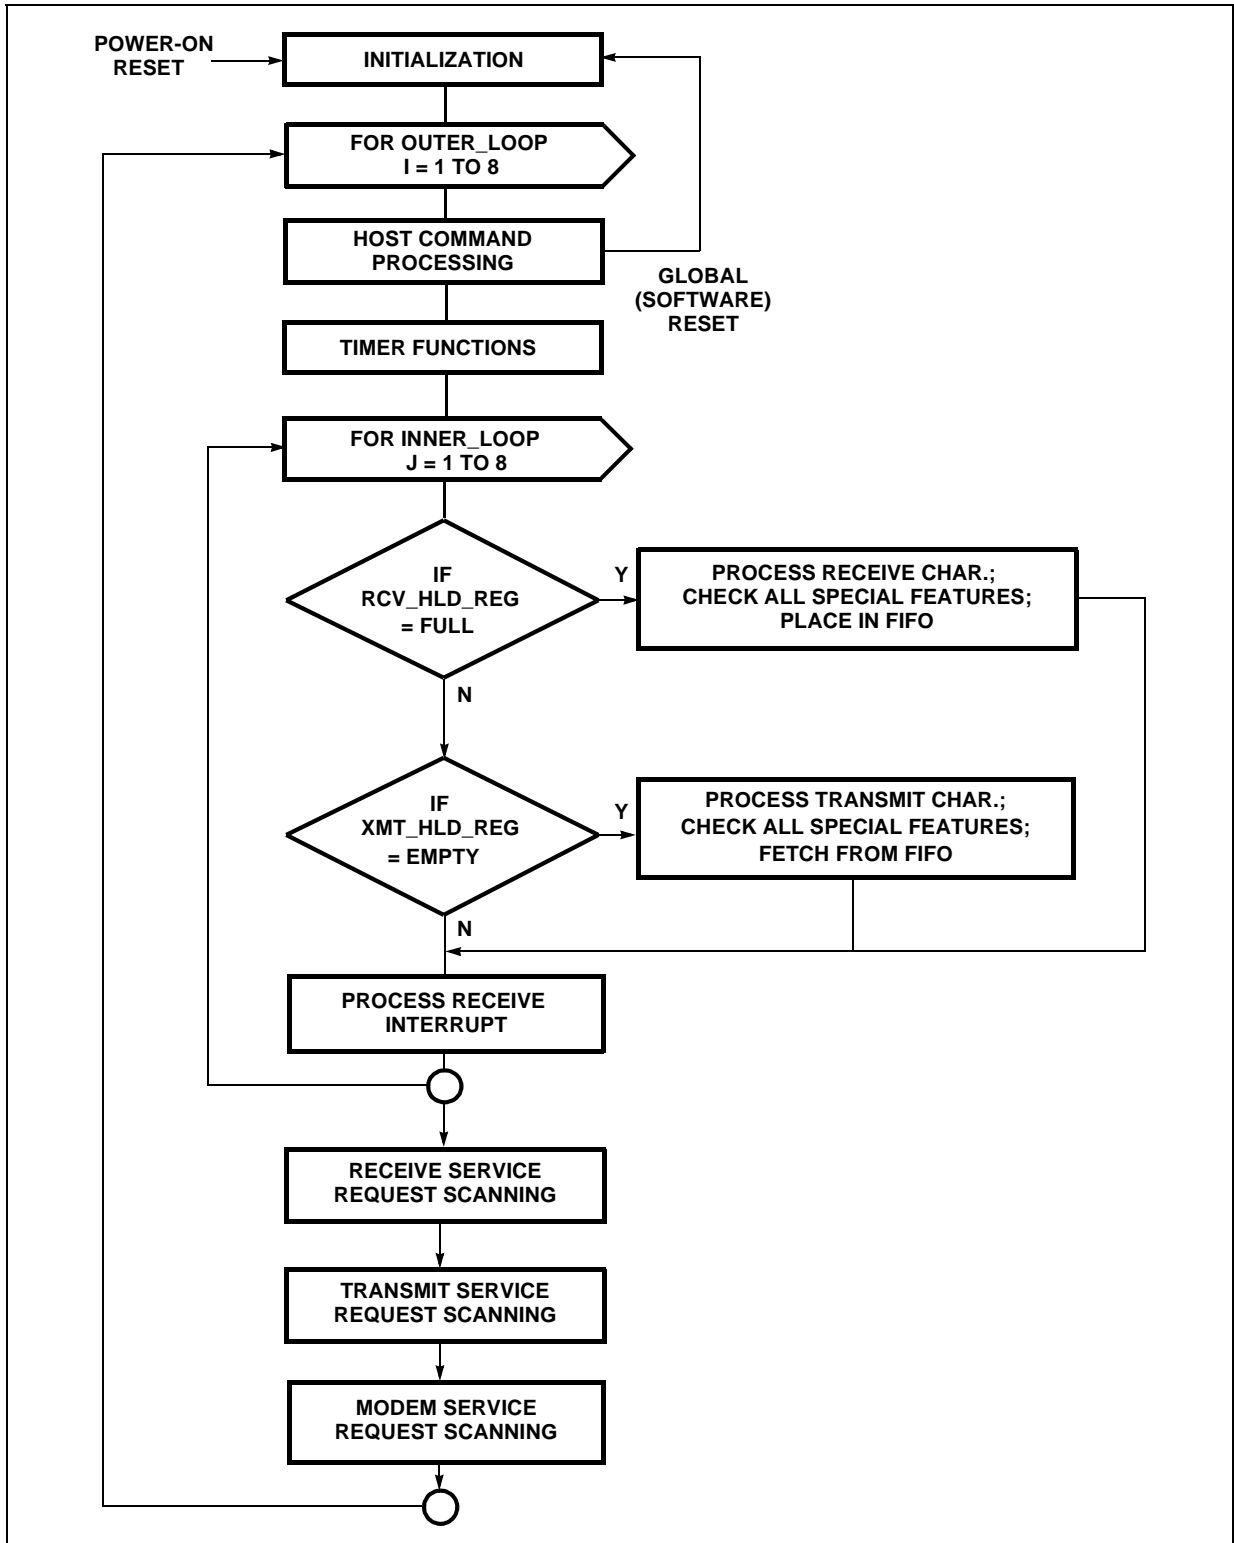 POWER-ON
RESET
INITIALIZATION
FOR OUTER_LOOP
I = 1 TO 8
HOST COMMAND
PROCESSING
GLOBAL
(SOFTWARE)
RESET
TIMER FUNCTIONS
FOR INNER_LOOP
J = 1 TO 8
IF
RCV_HLD_REG
= FULL
Y
PROCESS RECEIVE CHAR.;
CHECK ALL SPECIAL FEATURES;
PLACE IN FIFO
N
IF
XMT_HLD_REG
= EMPTY
Y
PROCESS TRANSMIT CHAR.;
CHECK ALL SPECIAL FEATURES;
FETCH FROM FIFO
N
PROCESS RECEIVE
INTERRUPT
RECEIVE SERVICE
REQUEST SCANNING
TRANSMIT SERVICE
REQUEST SCANNING
MODEM SERVICE
REQUEST SCANNING